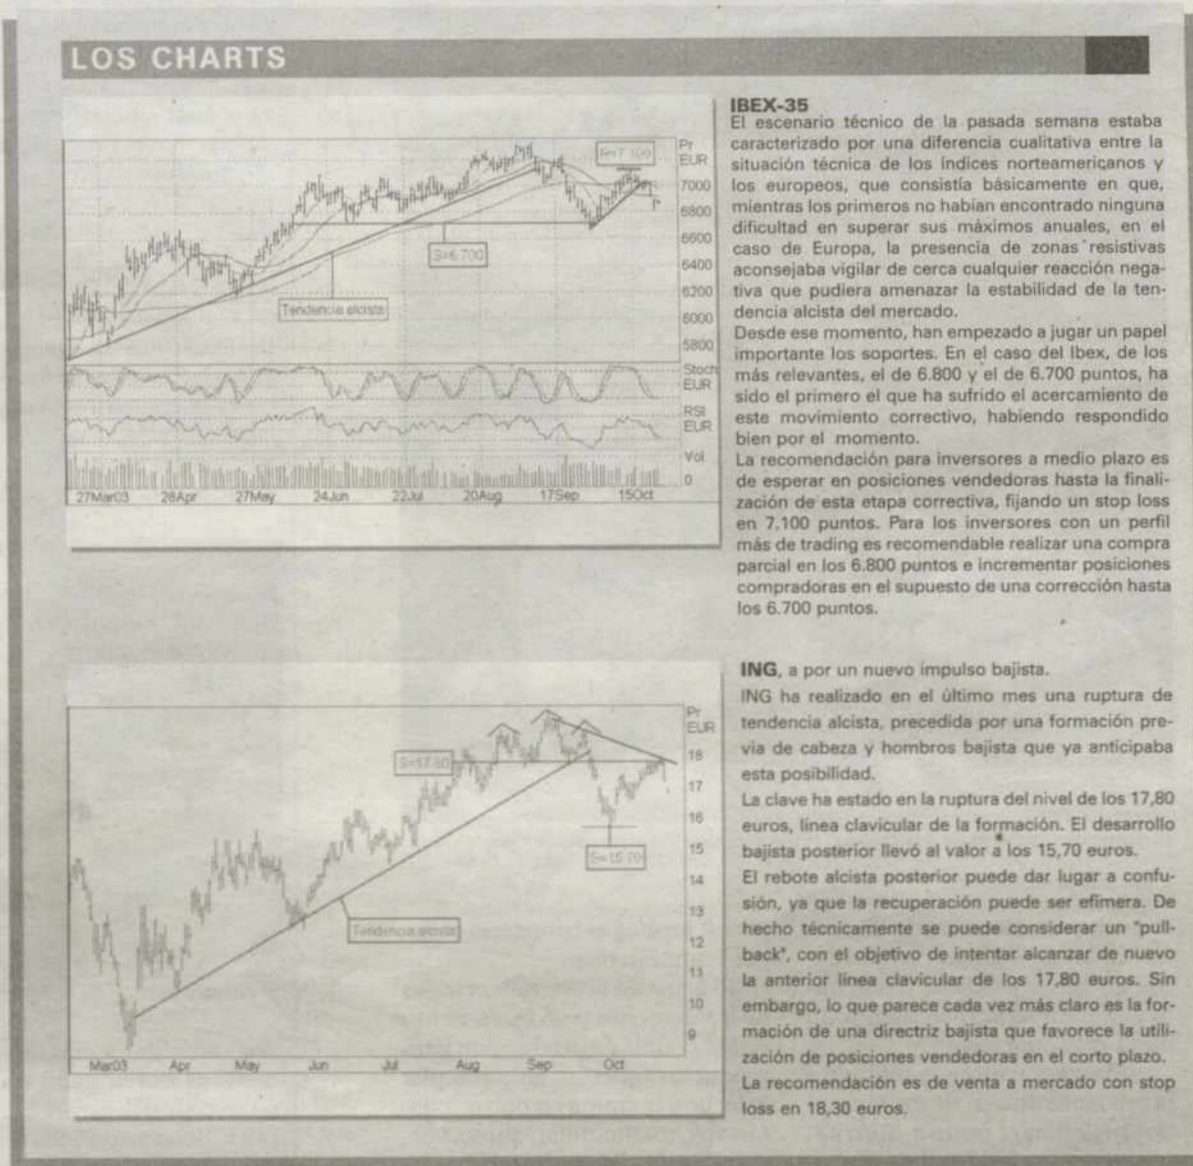 LOS CHARTS
Pr
EUR
R=7.100
7000
6800
6600
6400
6200
6000
5800
S=6.700
Tendencia alcista
Stoch
EUR
RSI
EUR
Vol
0
27Mar03 28Apr 27May 24Jun 22Jul 20Aug 17Sep 15Oct
IBEX-35
El escenario técnico de la pasada semana estaba
caracterizado por una diferencia cualitativa entre la
situación técnica de los índices norteamericanos y
los europeos, que consistía básicamente en que,
mientras los primeros no habían encontrado ninguna
dificultad en superar sus máximos anuales, en el
caso de Europa, la presencia de zonas resistivas
aconsejaba vigilar de cerca cualquier reacción nega-
tiva que pudiera amenazar la estabilidad de la ten-
dencia alcista del mercado.
Desde ese momento, han empezado a jugar un papel
importante los soportes. En el caso del Ibex, de los
más relevantes, el de 6.800 y el de 6.700 puntos, ha
sido el primero el que ha sufrido el acercamiento de
este movimiento correctivo, habiendo respondido
bien por el momento.
La recomendación para inversores a medio plazo es
de esperar en posiciones vendedoras hasta la finali-
zación de esta etapa correctiva, fijando un stop loss
en 7.100 puntos. Para los inversores con un perfil
más de trading es recomendable realizar una compra
parcial en los 6.800 puntos e incrementar posiciones
compradoras en el supuesto de una corrección hasta
los 6.700 puntos.
Pr
EUR
18
17
16
15
14
13
12
11
10
9
S=17.80
S=15.70
Tendencia alcista
Mar03 Apr May Jun Jul Aug Sep Oct
ING, a por un nuevo impulso bajista.
ING ha realizado en el último mes una ruptura de
tendencia alcista, precedida por una formación pre-
via de cabeza y hombros bajista que ya anticipaba
esta posibilidad.
La clave ha estado en la ruptura del nivel de los 17,80
euros, línea clavicular de la formación. El desarrollo
bajista posterior llevó al valor a los 15,70 euros.
El rebote alcista posterior puede dar lugar a confu-
sión, ya que la recuperación puede ser efímera. De
hecho técnicamente se puede considerar un "pull-
back", con el objetivo de intentar alcanzar de nuevo
la anterior línea clavicular de los 17,80 euros. Sin
embargo, lo que parece cada vez más claro es la for-
mación de una directriz bajista que favorece la utili-
zación de posiciones vendedoras en el corto plazo.
La recomendación es de venta a mercado con stop
loss en 18,30 euros.